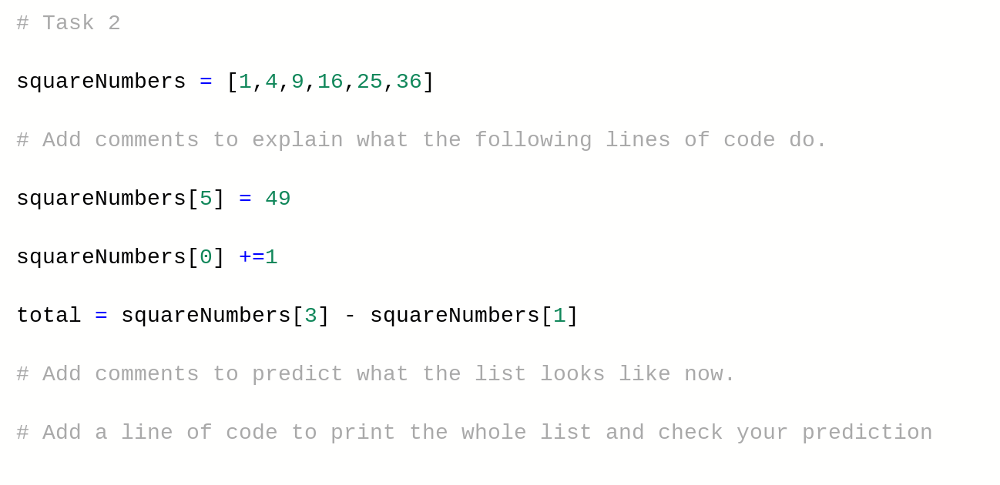 # Task 2
squareNumbers = [1,4,9,16,25,36]
# Add comments to explain what the following lines of code do.
squareNumbers[5] = 49
squareNumbers[0] +=1
total = squareNumbers[3] - squareNumbers[1]
# Add comments to predict what the list looks like now.
# Add a line of code to print the whole list and check your prediction